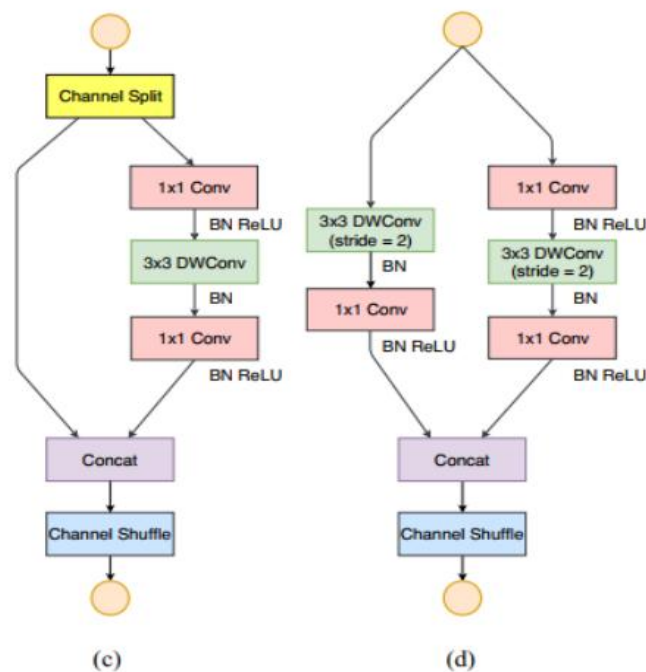 Channel Split
1x1 Conv
BN ReLU
3x3 DWConv
BN
1x1 Conv
BN ReLU
Concat
Channel Shuffle
(c)
3x3 DWConv
(stride = 2)
BN
1x1 Conv
BN ReLU
1x1 Conv
BN ReLU
3x3 DWConv
(stride = 2)
BN
1x1 Conv
BN ReLU
Concat
Channel Shuffle
(d)